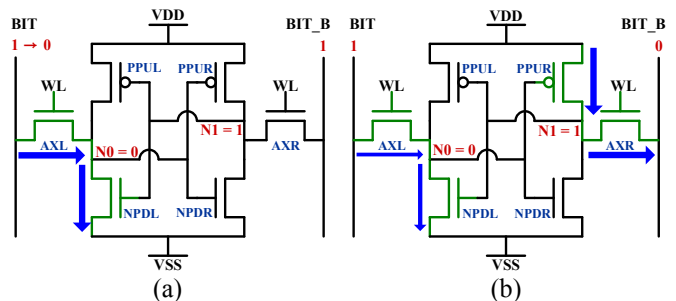 BIT VDD BIT_B BIT VDD BIT_B
1 → 0 1 1 0
PPUL PPUR PPUL PPUR
WL WL WL WL
N1 = 1 N1 = 1
AXL N0 = 0 AXR AXL N0 = 0 AXR
NPDL NPDR NPDL NPDR
VSS VSS
(a) (b)